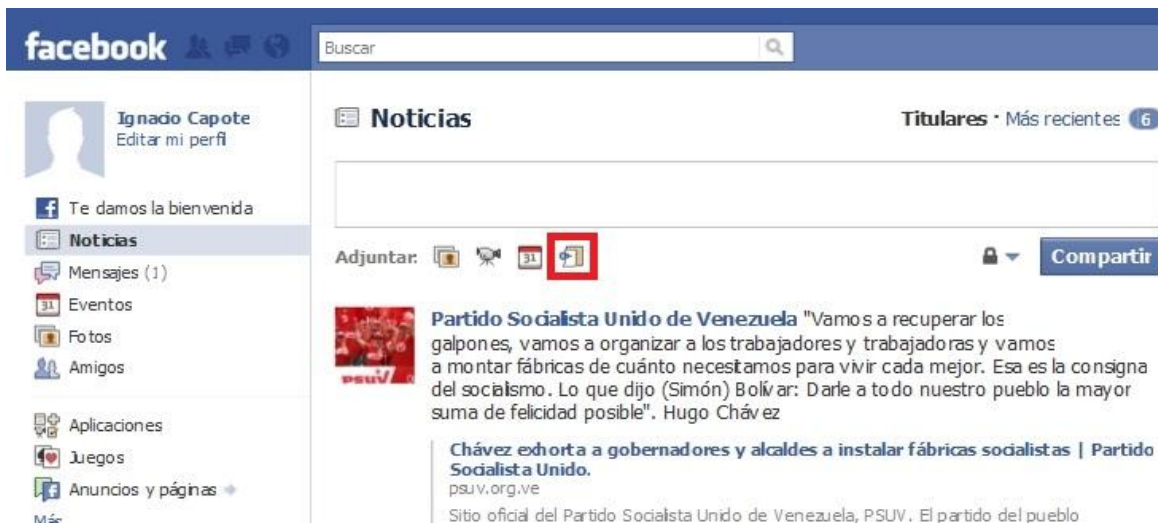 facebook
Buscar
Ignacio Capote
Editar mi perfil
Te damos la bienvenida
Noticias
Mensajes (1)
31 Eventos
Fotos
Amigos
Aplicaciones
Juegos
Anuncios y páginas
Más
Noticias
Titulares · Más recientes 6
Adjuntar: 31
Compartir
PSUV
Partido Socialista Unido de Venezuela "Vamos a recuperar los
galpones, vamos a organizar a los trabajadores y trabajadoras y vamos
a montar fábricas de cuánto necesitamos para vivir cada mejor. Esa es la consigna
del socialismo. Lo que dijo (Simón) Bolívar: Darle a todo nuestro pueblo la mayor
suma de felicidad posible". Hugo Chávez
Chávez exhorta a gobernadores y alcaldes a instalar fábricas socialistas | Partido
Socialista Unido.
psuv.org.ve
Sitio oficial del Partido Socialista Unido de Venezuela, PSUV. El partido del pueblo